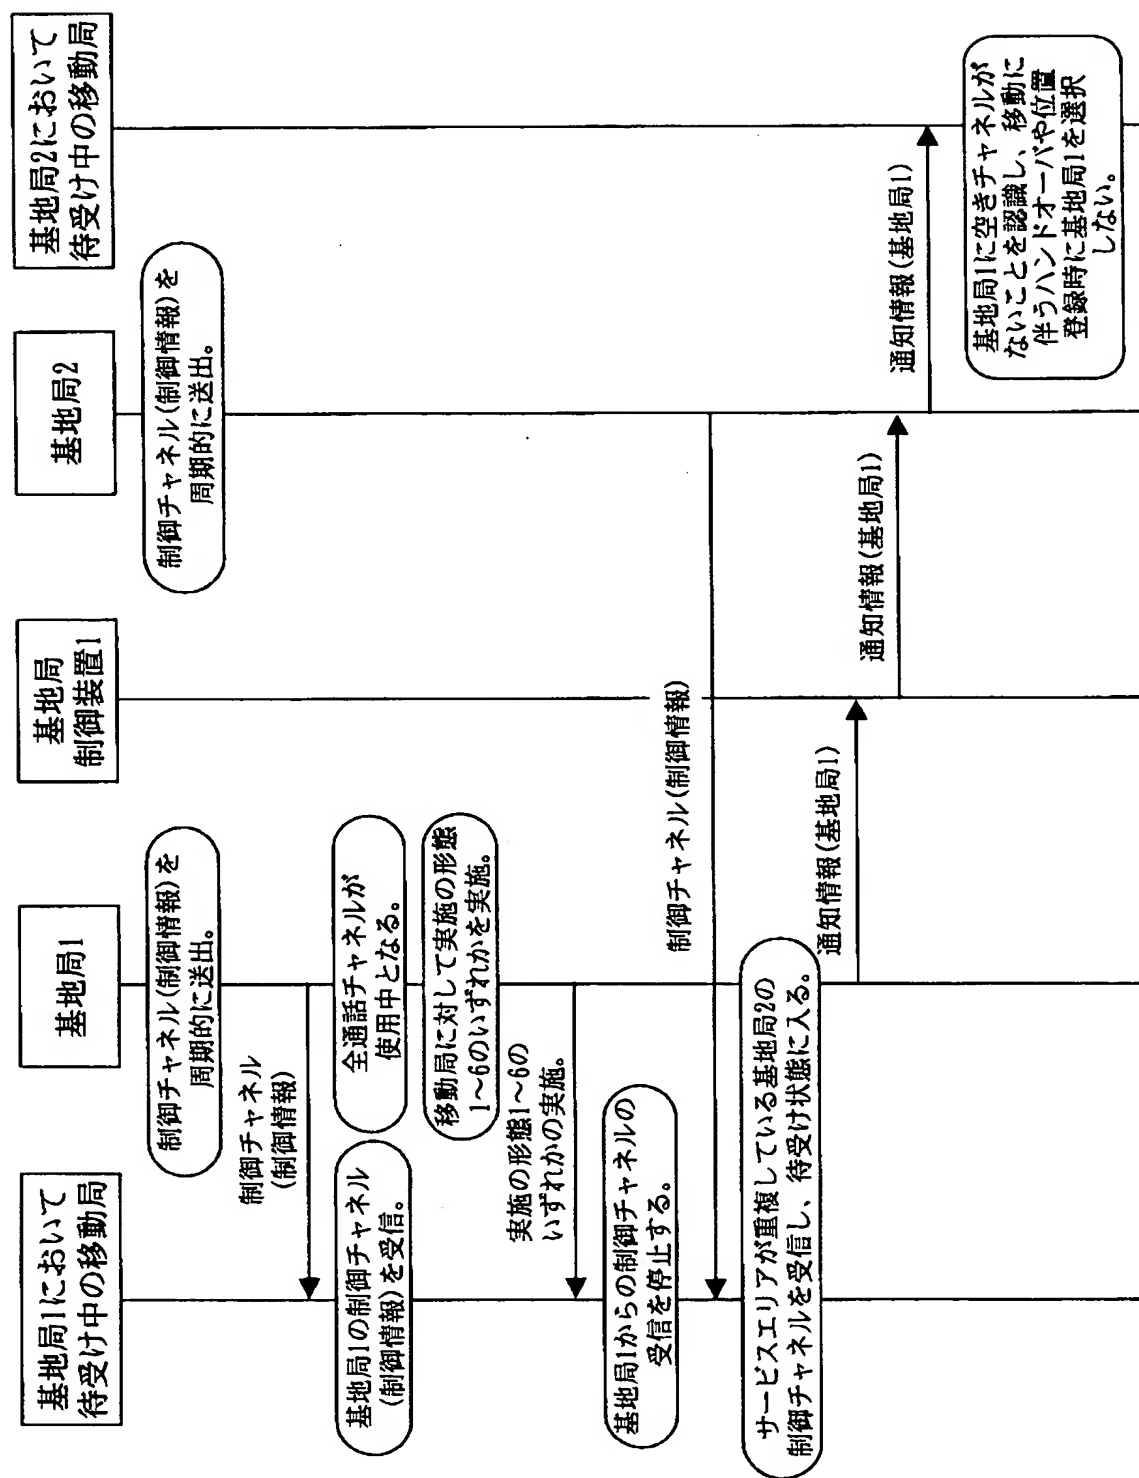 基地局1において
待受け中の移動局
基地局1
基地局
制御装置1
基地局2
基地局2において
待受け中の移動局
制御チャネル(制御情報)を
周期的に送出。
制御チャネル(制御情報)を
周期的に送出。
制御チャネル
(制御情報)
基地局1の制御チャネル
(制御情報)を受信。
全通話チャネルが
使用中となる。
移動局に対して実施の形態
1~6のいずれかを実施。
実施の形態1~6の
いずれかの実施。
基地局1からの制御チャネルの
受信を停止する。
制御チャネル(制御情報)
サービスエリアが重複している基地局2の
制御チャネルを受信し、待受け状態に入る。
通知情報(基地局1)
通知情報(基地局1)
通知情報(基地局1)
基地局1に空きチャネルが
ないことを認識し、移動に
伴うハンドオーバや位置
登録時に基地局1を選択
しない。